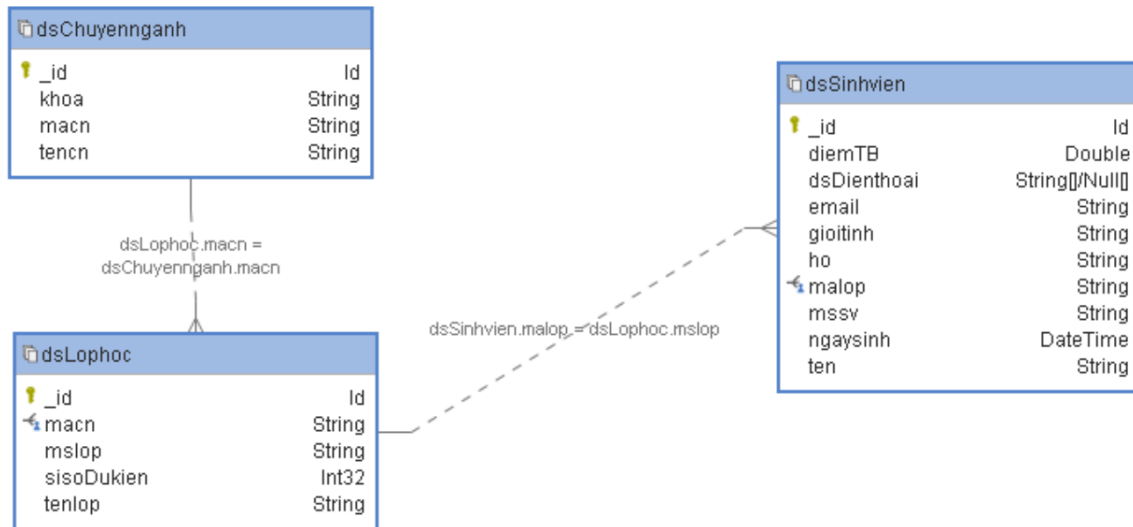 dsChuyennganh
_id Id
khoa String
macn String
tencn String
dsLophoc.macn =
dsChuyennganh.macn
dsLophoc
_id Id
macn String
mslop String
sisoDukien Int32
tenlop String
dsSinhvien.malop = dsLophoc.mslop
dsSinhvien
_id Id
diemTB Double
dsDienthoai String[]/Null[]
email String
gioitinh String
ho String
malop String
mssv String
ngaysinh DateTime
ten String